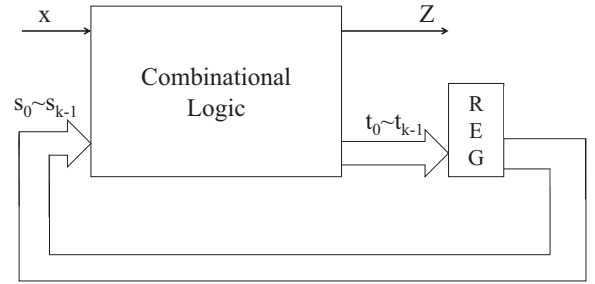 x
Z
Combinational
Logic
s0~sk-1
t0~tk-1
R
E
G